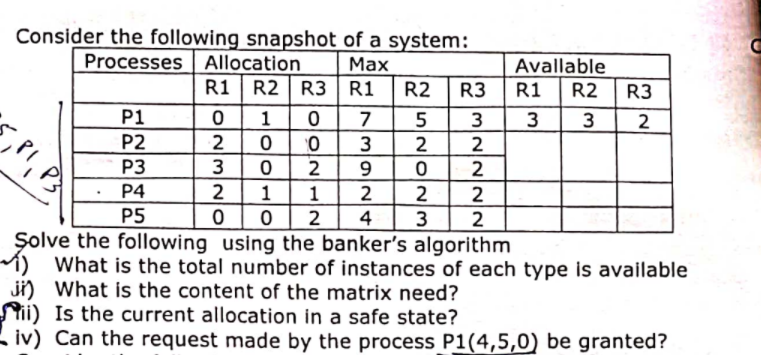 Consider the following snapshot of a system:
Processes Allocation Max Available
R1 R2 R3 R1 R2 R3 R1 R2 R3
P1 0 1 0 7 5 3 3 3 2
P2 2 0 0 3 2 2
P3 3 0 2 9 0 2
P4 2 1 1 2 2 2
P5 0 0 2 4 3 2
P1, P3
Solve the following using the banker's algorithm
i) What is the total number of instances of each type is available
ii) What is the content of the matrix need?
iii) Is the current allocation in a safe state?
iv) Can the request made by the process P1(4,5,0) be granted?